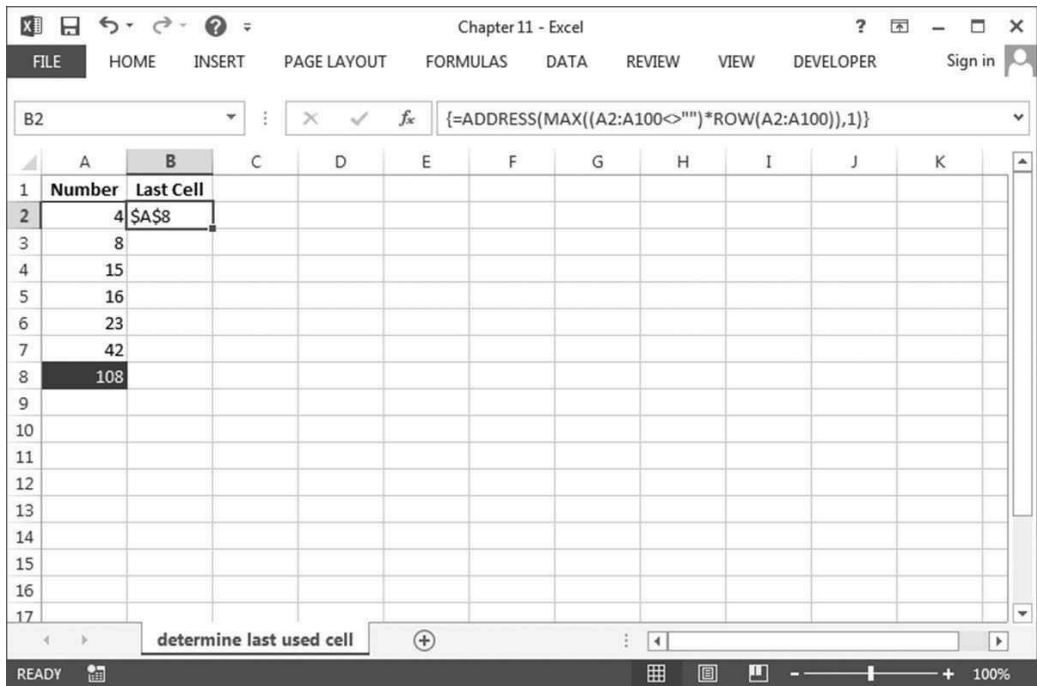 Chapter 11 - Excel
?
FILE HOME INSERT PAGE LAYOUT FORMULAS DATA REVIEW VIEW DEVELOPER Sign in
B2 fx {=ADDRESS(MAX((A2:A100<>"")*ROW(A2:A100)),1)}
A B C D E F G H I J K
1 Number Last Cell
2 4 $A$8
3 8
4 15
5 16
6 23
7 42
8 108
9
10
11
12
13
14
15
16
17
determine last used cell
READY 100%